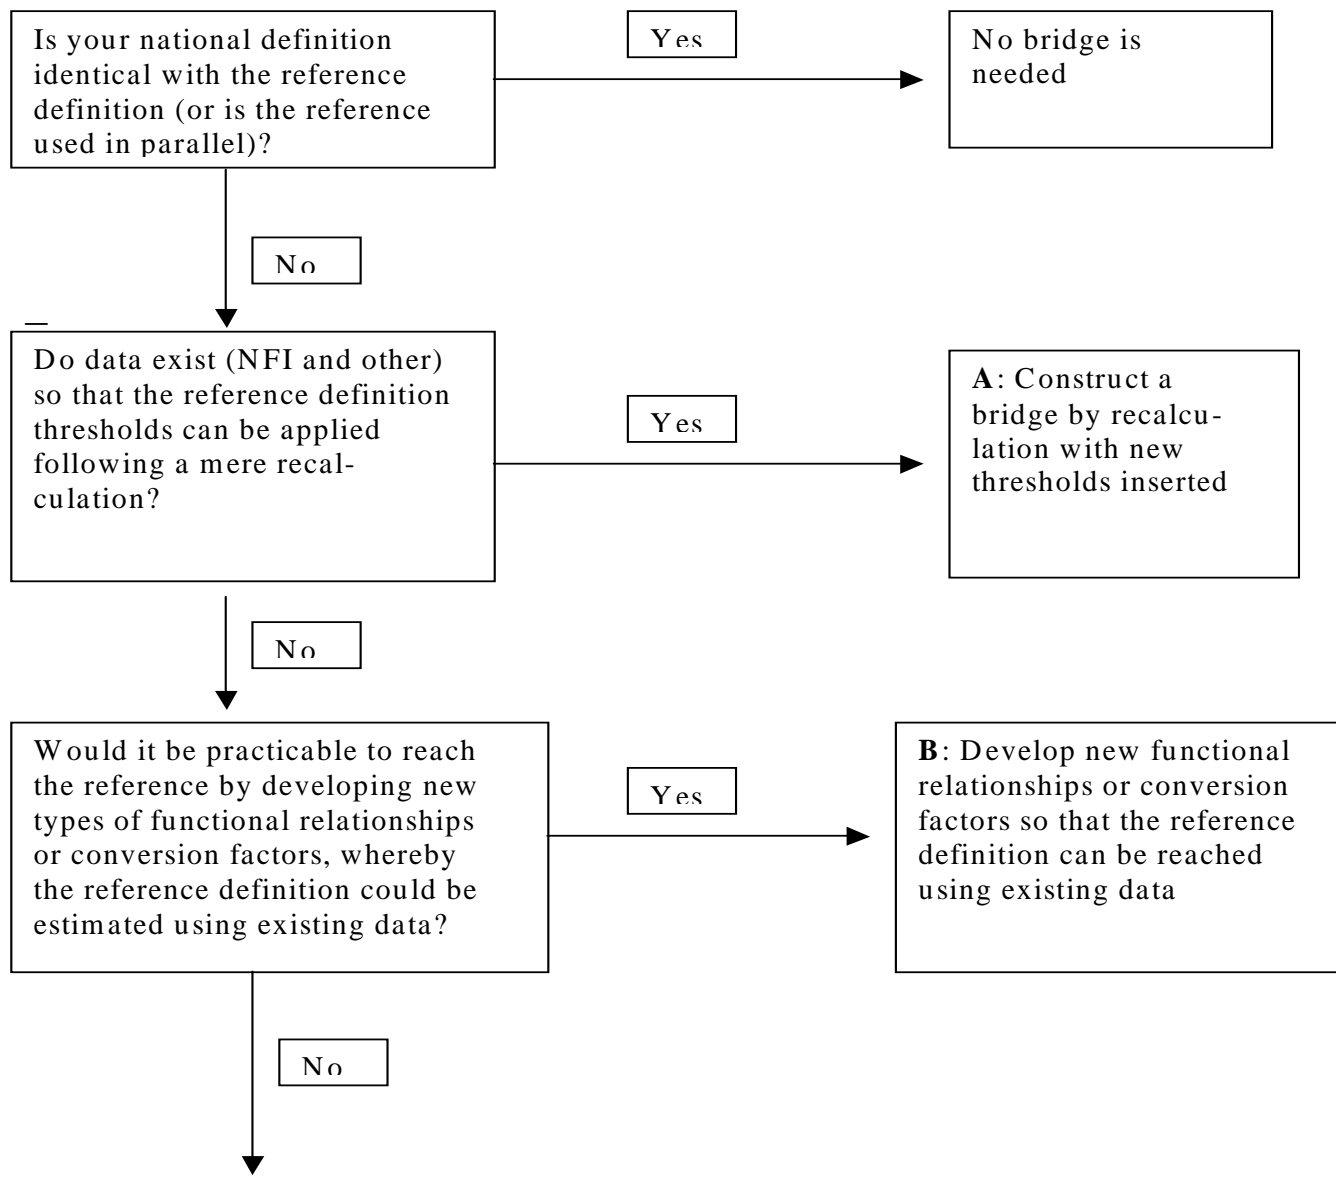 Is your national definition
identical with the reference
definition (or is the reference
used in parallel)?
Yes
No bridge is
needed
No
Do data exist (NFI and other)
so that the reference definition
thresholds can be applied
following a mere recal-
culation?
Yes
A: Construct a
bridge by recalcu-
lation with new
thresholds inserted
No
Would it be practicable to reach
the reference by developing new
types of functional relationships
or conversion factors, whereby
the reference definition could be
estimated using existing data?
Yes
B: Develop new functional
relationships or conversion
factors so that the reference
definition can be reached
using existing data
No